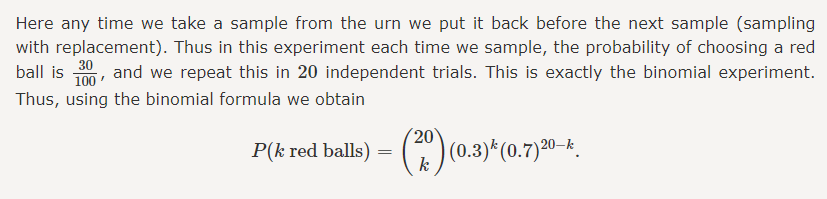 Here any time we take a sample from the urn we put it back before the next sample (sampling
with replacement). Thus in this experiment each time we sample, the probability of choosing a red
ball is 30/100, and we repeat this in 20 independent trials. This is exactly the binomial experiment.
Thus, using the binomial formula we obtain
P(k red balls) = \binom{20}{k}(0.3)^k(0.7)^{20−k}.